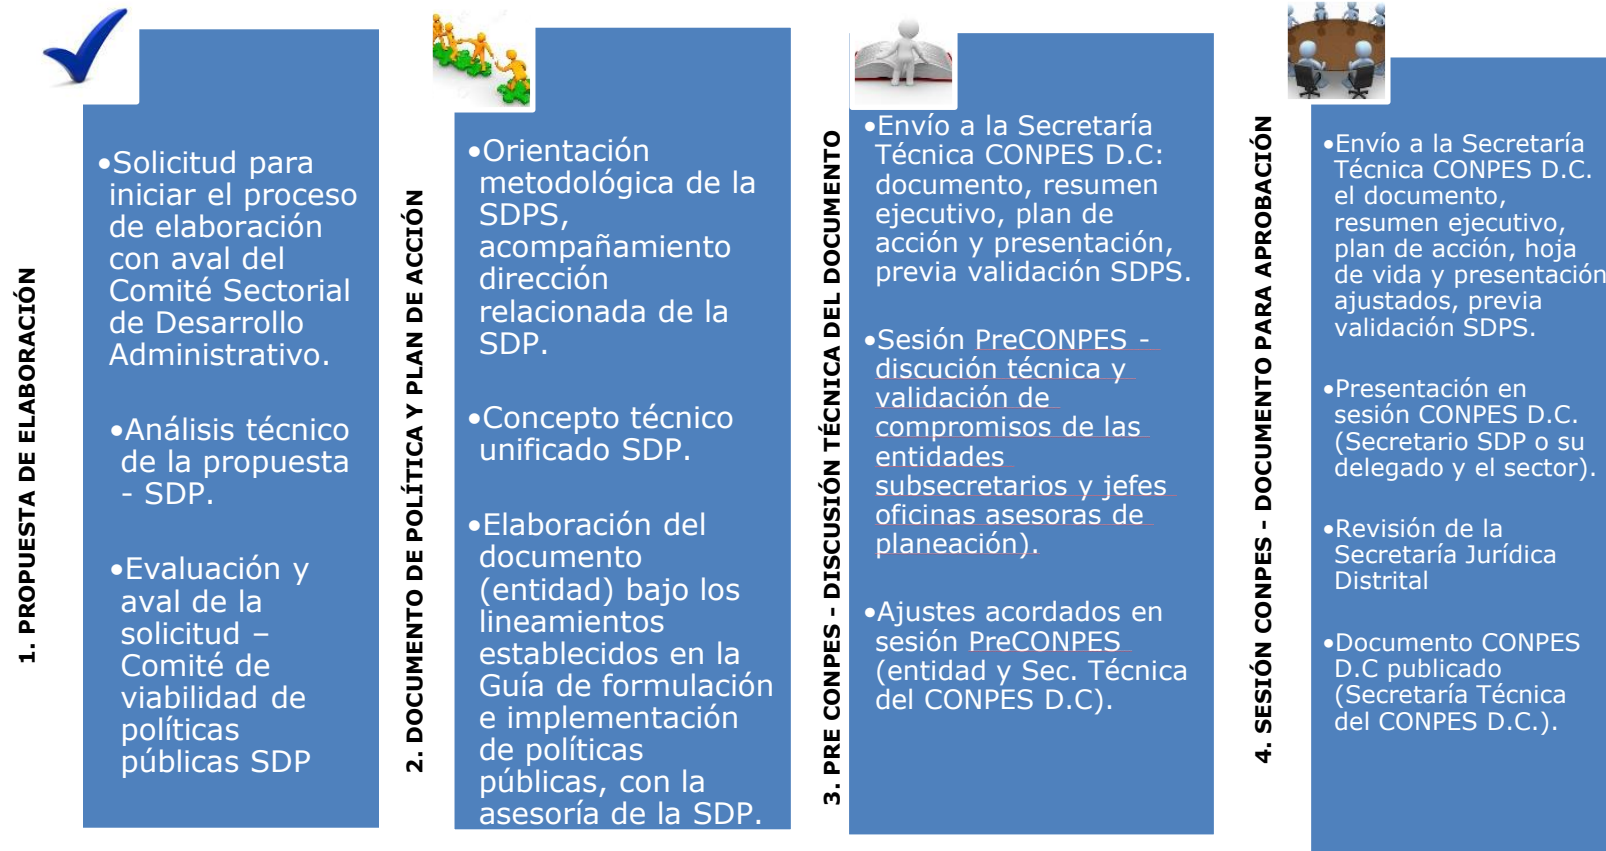 1. PROPUESTA DE ELABORACIÓN
•Solicitud para
iniciar el proceso
de elaboración
con aval del
Comité Sectorial
de Desarrollo
Administrativo.
•Análisis técnico
de la propuesta
- SDP.
•Evaluación y
aval de la
solicitud –
Comité de
viabilidad de
políticas
públicas SDP
2. DOCUMENTO DE POLÍTICA Y PLAN DE ACCIÓN
•Orientación
metodológica de la
SDPS,
acompañamiento
dirección
relacionada de la
SDP.
•Concepto técnico
unificado SDP.
•Elaboración del
documento
(entidad) bajo los
lineamientos
establecidos en la
Guía de formulación
e implementación
de políticas
públicas, con la
asesoría de la SDP.
3. PRE CONPES - DISCUSIÓN TÉCNICA DEL DOCUMENTO
•Envío a la Secretaría
Técnica CONPES D.C:
documento, resumen
ejecutivo, plan de
acción y presentación,
previa validación SDPS.
•Sesión PreCONPES -
discución técnica y
validación de
compromisos de las
entidades
subsecretarios y jefes
oficinas asesoras de
planeación).
•Ajustes acordados en
sesión PreCONPES
(entidad y Sec. Técnica
del CONPES D.C).
4. SESIÓN CONPES - DOCUMENTO PARA APROBACIÓN
•Envío a la Secretaría
Técnica CONPES D.C.
el documento,
resumen ejecutivo,
plan de acción, hoja
de vida y presentación
ajustados, previa
validación SDPS.
•Presentación en
sesión CONPES D.C.
(Secretario SDP o su
delegado y el sector).
•Revisión de la
Secretaría Jurídica
Distrital
•Documento CONPES
D.C publicado
(Secretaría Técnica
del CONPES D.C.).